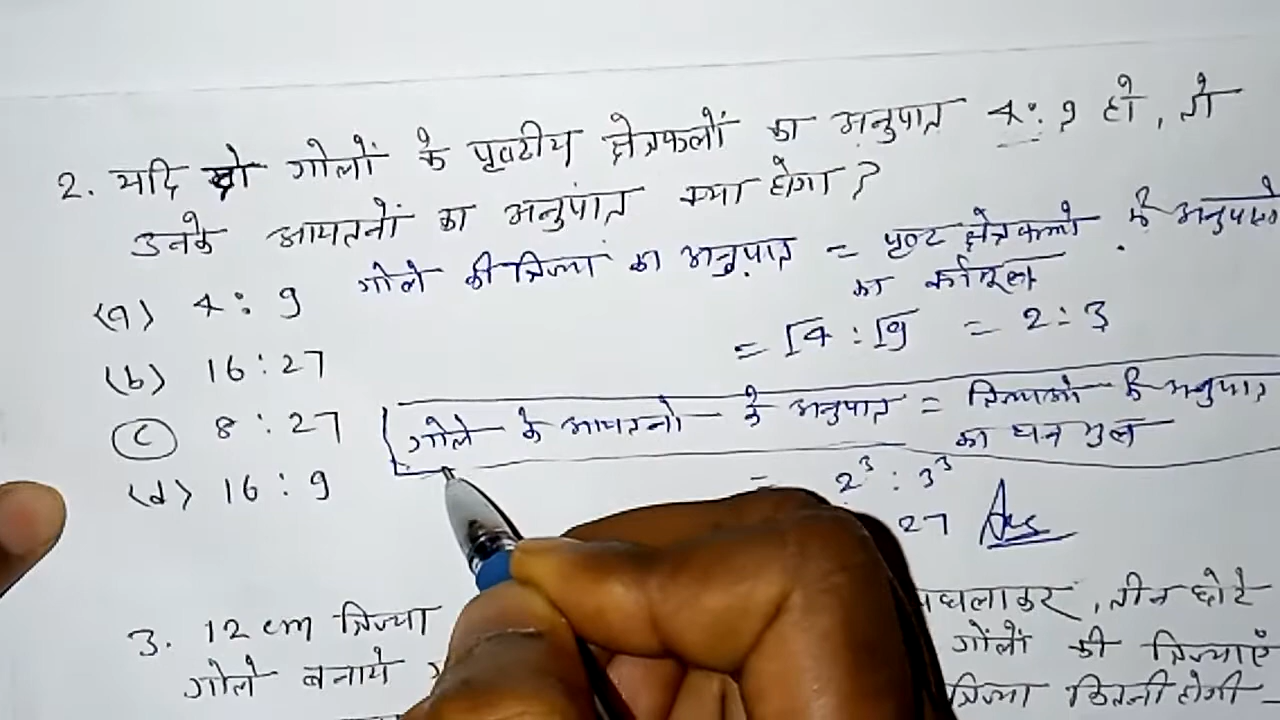 2. यदि दो गोलों के पृष्ठीय क्षेत्रफलों का अनुपात 4:9 हो, तो
उनके आयतनों का अनुपात क्या होगा?
गोले की त्रिज्या का अनुपात = पृष्ठ क्षेत्रफलो के अनुपातो
का वर्गमूल
(a) 4:9
= √4 : √9 = 2:3
(b) 16:27
(c) 8:27
गोले के आयतनो के अनुपात = त्रिज्याओ के अनुपात
का घन मूल
(d) 16:9
= 2³ : 3³
27 Ans
3. 12 cm त्रिज्या घलाकर, तीन छोटे
गोले बनाये गोलों की त्रिज्याएँ
त्रिज्या कितनी होगी -